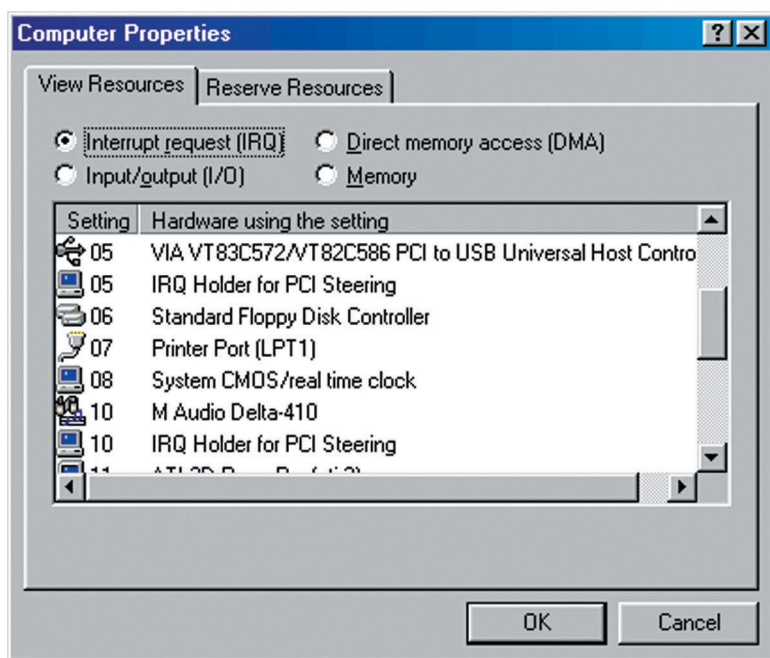 Computer Properties
View Resources Reserve Resources
Interrupt request (IRQ) Direct memory access (DMA)
Input/output (I/O) Memory
Setting Hardware using the setting
05 VIA VT83C572/VT82C586 PCI to USB Universal Host Contro
05 IRQ Holder for PCI Steering
06 Standard Floppy Disk Controller
07 Printer Port (LPT1)
08 System CMOS/real time clock
10 M Audio Delta-410
10 IRQ Holder for PCI Steering
11
OK Cancel